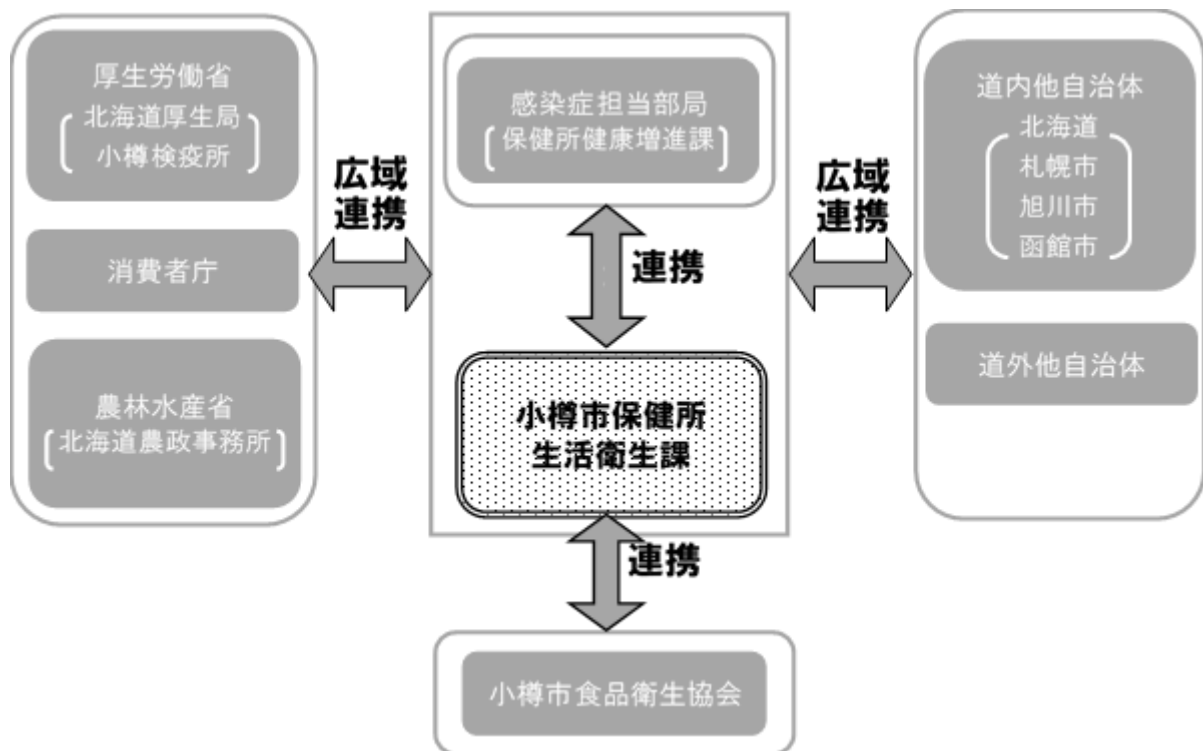 厚生労働省
北海道厚生局
小樽検疫所
消費者庁
農林水産省
北海道農政事務所
広域
連携
感染症担当部局
保健所健康増進課
連携
小樽市保健所
生活衛生課
連携
小樽市食品衛生協会
広域
連携
道内他自治体
北海道
札幌市
旭川市
函館市
道外他自治体